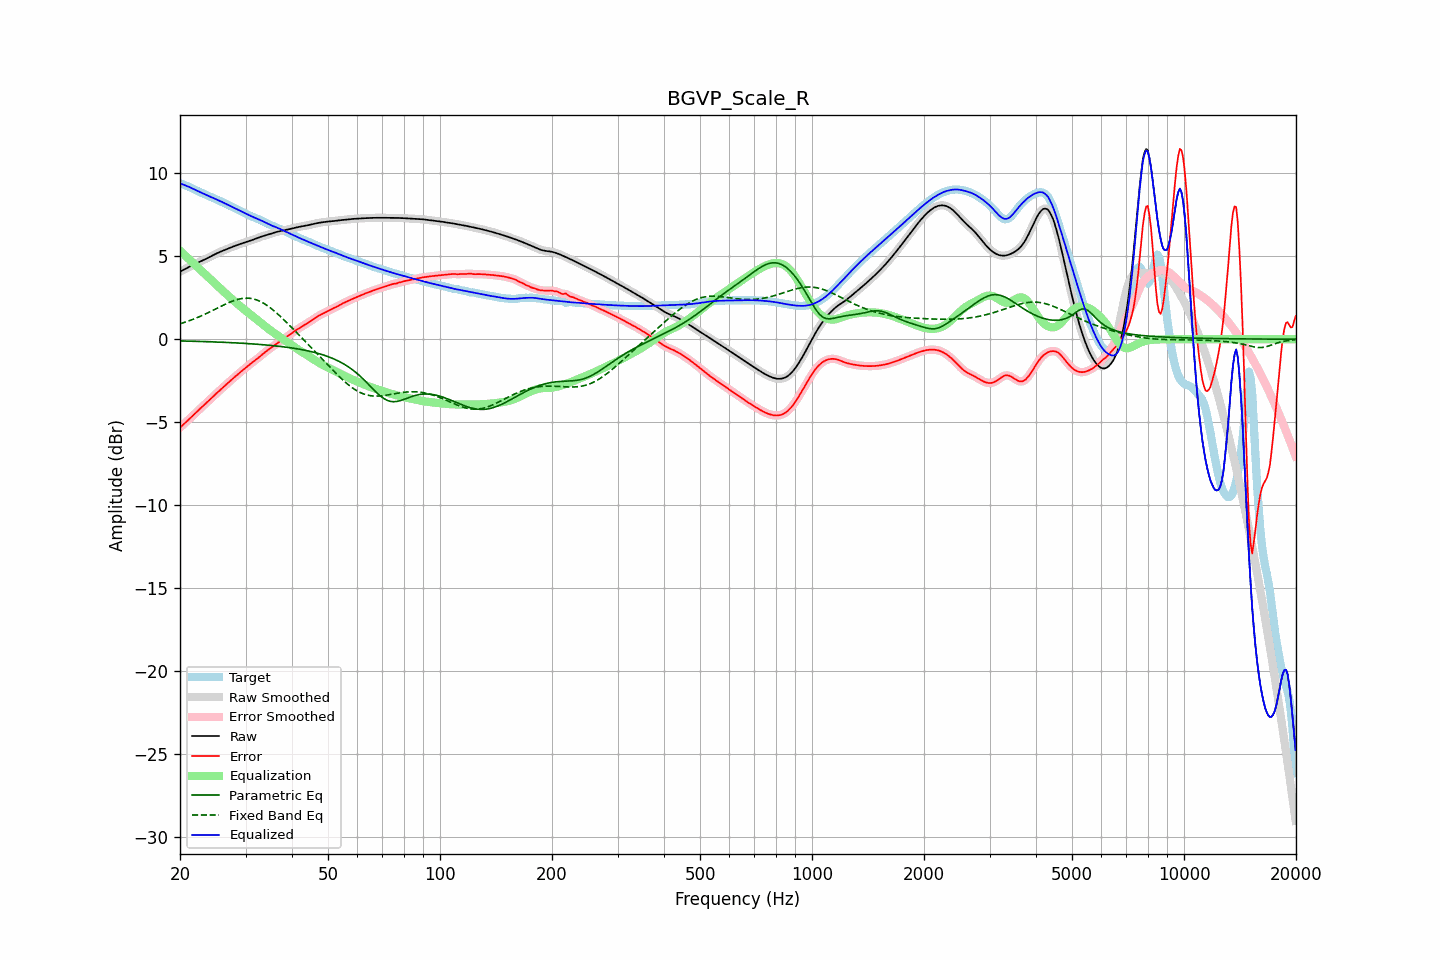 BGVP_Scale_R
10
5
0
−5
−10
−15
−20
−25
−30
Amplitude (dBr)
Target
Raw Smoothed
Error Smoothed
Raw
Error
Equalization
Parametric Eq
Fixed Band Eq
Equalized
20 50 100 200 500 1000 2000 5000 10000 20000
Frequency (Hz)